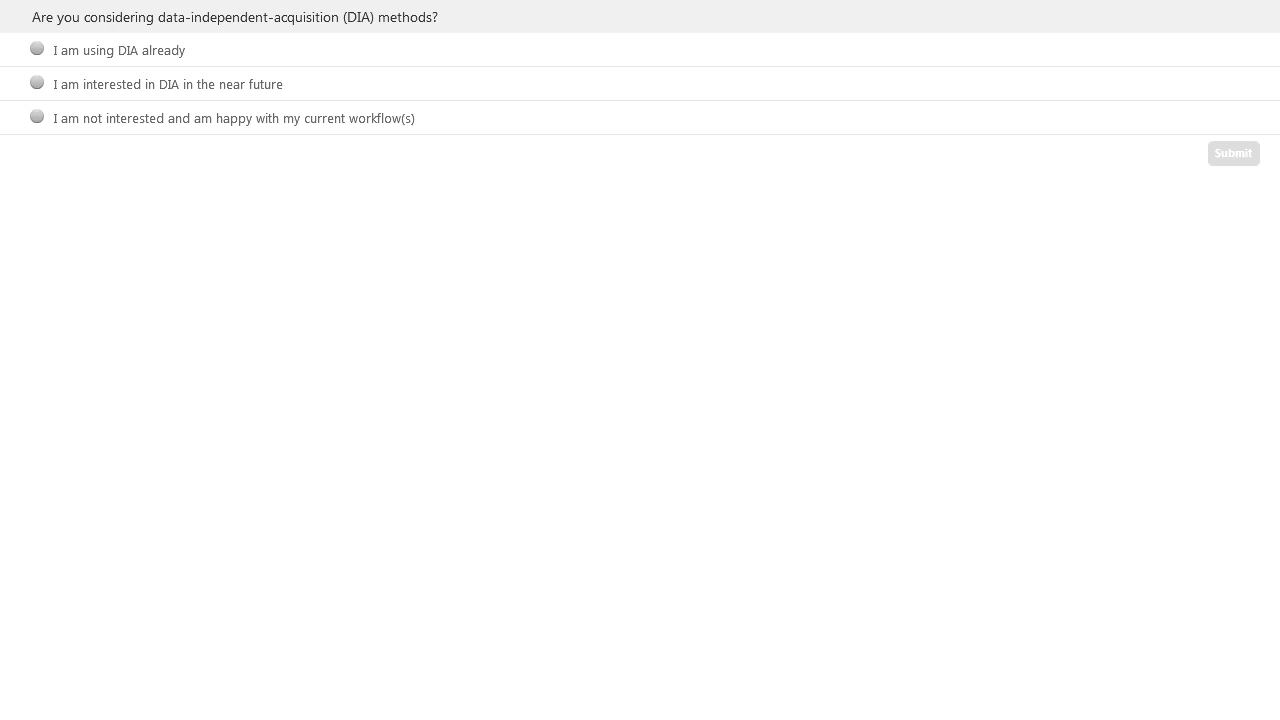 Are you considering data-independent-acquisition (DIA) methods?
I am using DIA already
I am interested in DIA in the near future
I am not interested and am happy with my current workflow(s)
Submit